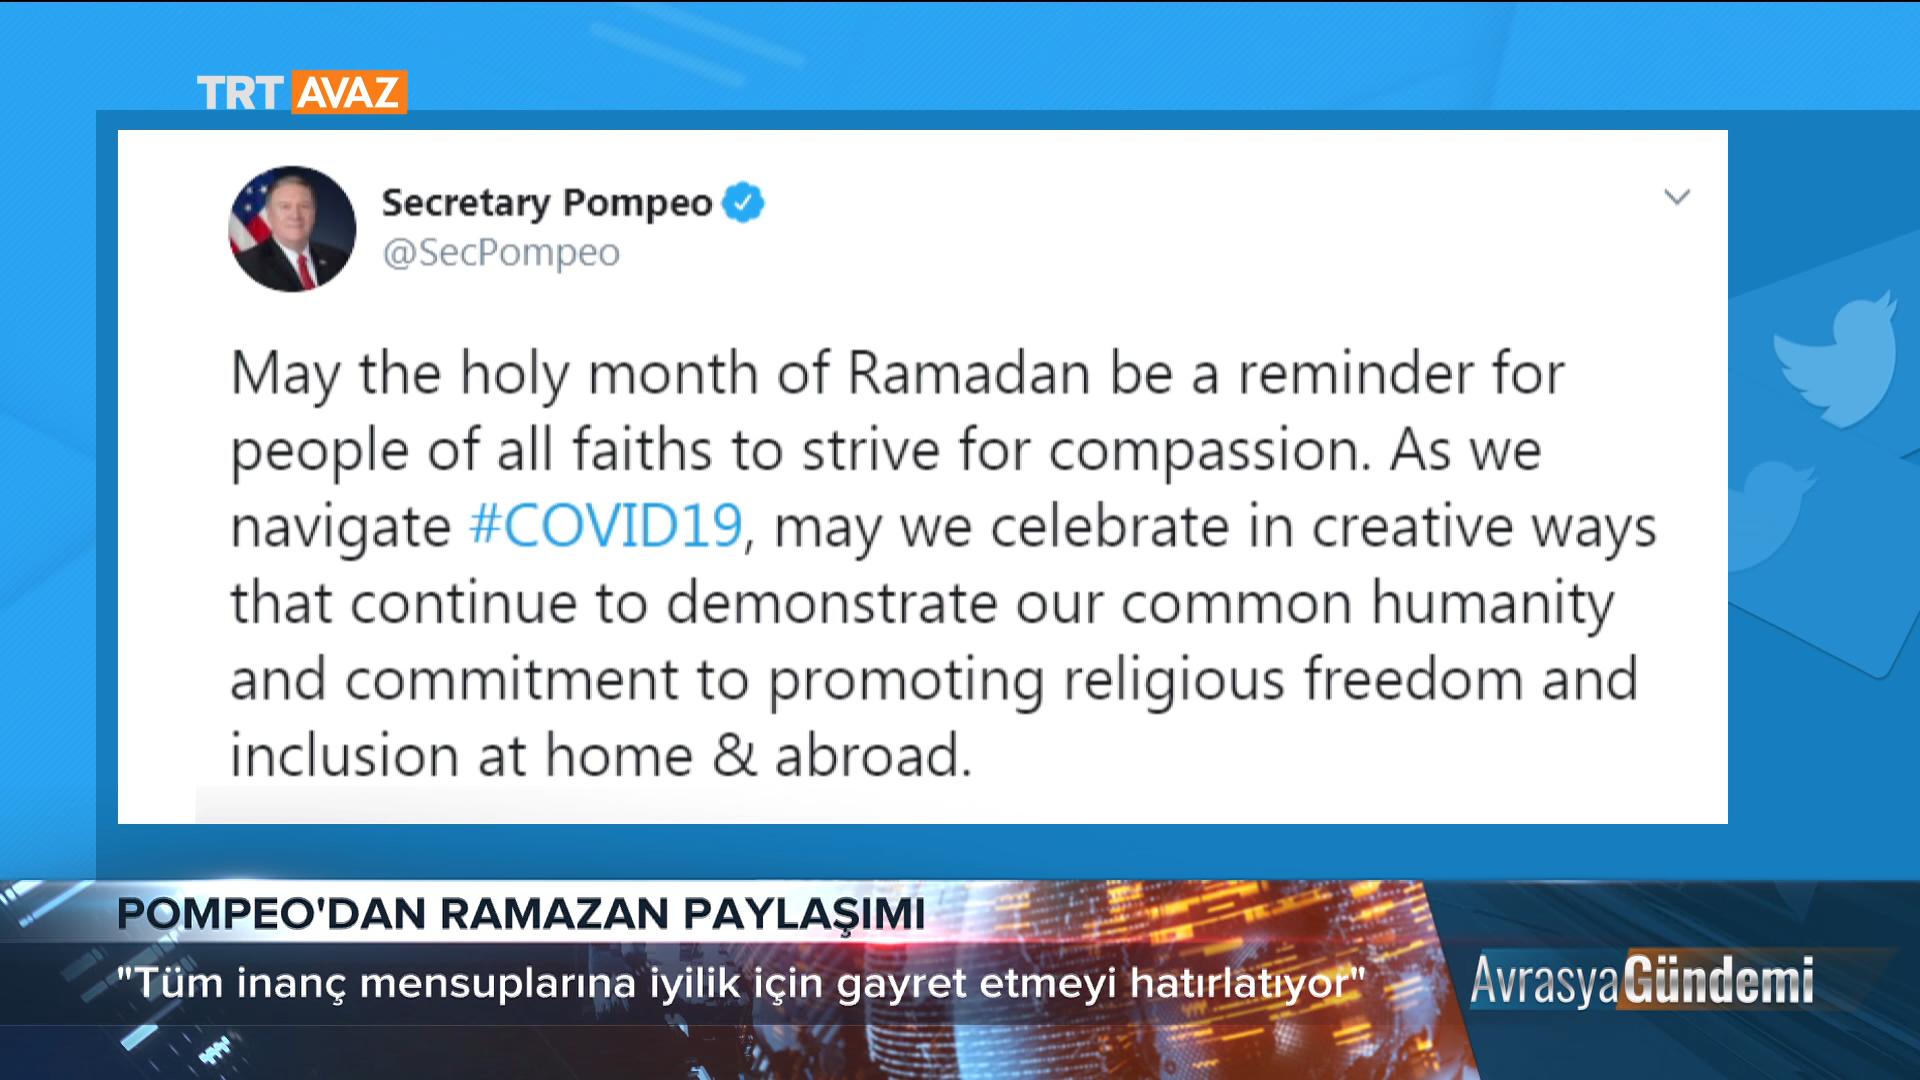 TRT AVAZ
Secretary Pompeo
@SecPompeo
May the holy month of Ramadan be a reminder for
people of all faiths to strive for compassion. As we
navigate #COVID19, may we celebrate in creative ways
that continue to demonstrate our common humanity
and commitment to promoting religious freedom and
inclusion at home & abroad.
POMPEO'DAN RAMAZAN PAYLAŞIMI
"Tüm inanç mensuplarına iyilik için gayret etmeyi hatırlatıyor"
AvrasyaGündemi